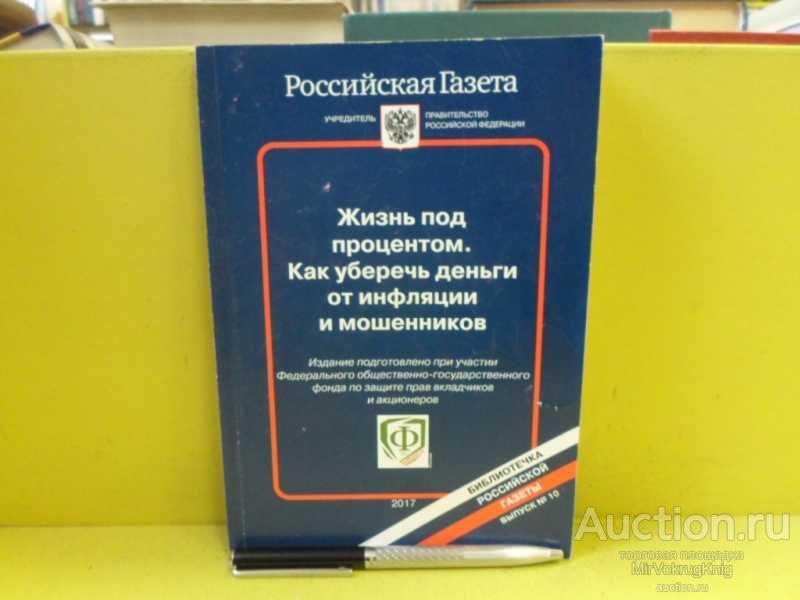 Российская Газета
УЧРЕДИТЕЛЬ
ПРАВИТЕЛЬСТВО
РОССИЙСКОЙ ФЕДЕРАЦИИ
Жизнь под
процентом.
Как уберечь деньги
от инфляции
и мошенников
Издание подготовлено при участии
Федерального общественно-государственного
фонда по защите прав вкладчиков
и акционеров
Ф
2017
БИБЛИОТЕЧКА
РОССИЙСКОЙ
ГАЗЕТЫ
ВЫПУСК № 10
Auction.ru
торговая площадка
MirVokrugKnig
auction.ru